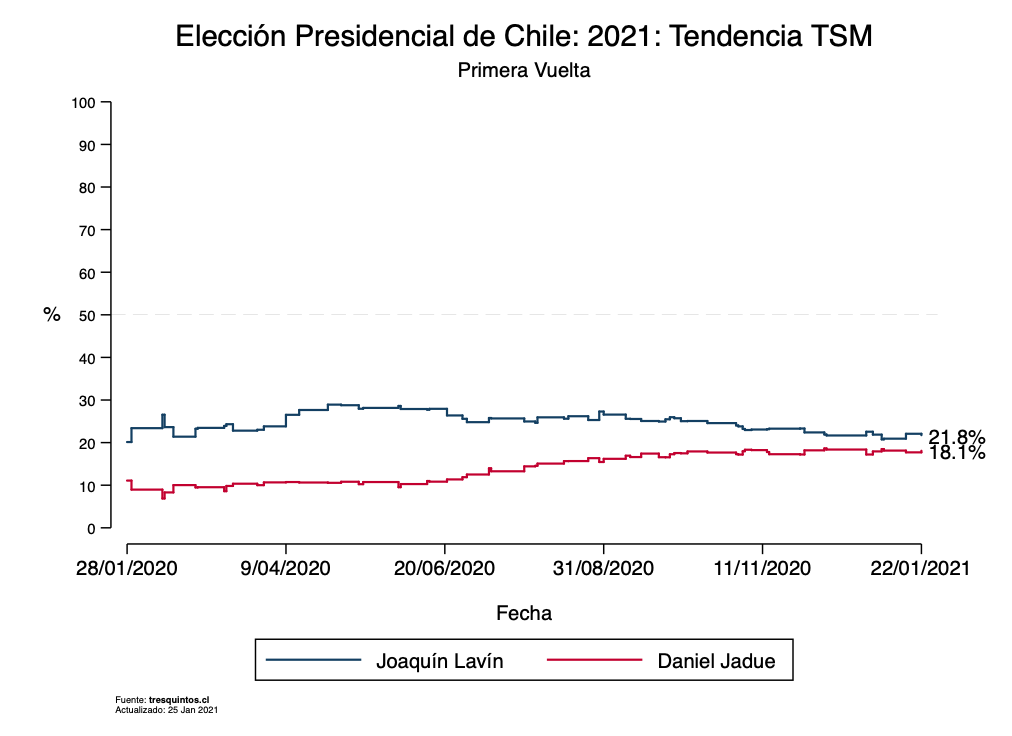 Elección Presidencial de Chile: 2021: Tendencia TSM
Primera Vuelta
100
90
80
70
60
% 50
40
30
20
10
0
21.8%
18.1%
28/01/2020 9/04/2020 20/06/2020 31/08/2020 11/11/2020 22/01/2021
Fecha
Joaquín Lavín Daniel Jadue
Fuente: tresquintos.cl
Actualizado: 25 Jan 2021